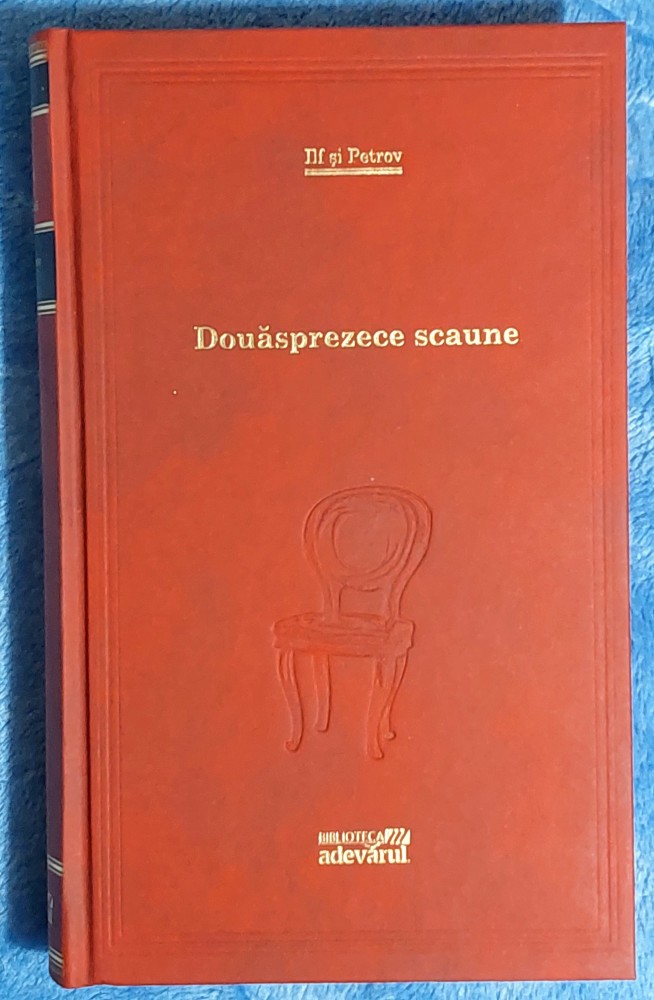 Ilf și Petrov
Douăsprezece scaune
BIBLIOTECA
adevărul